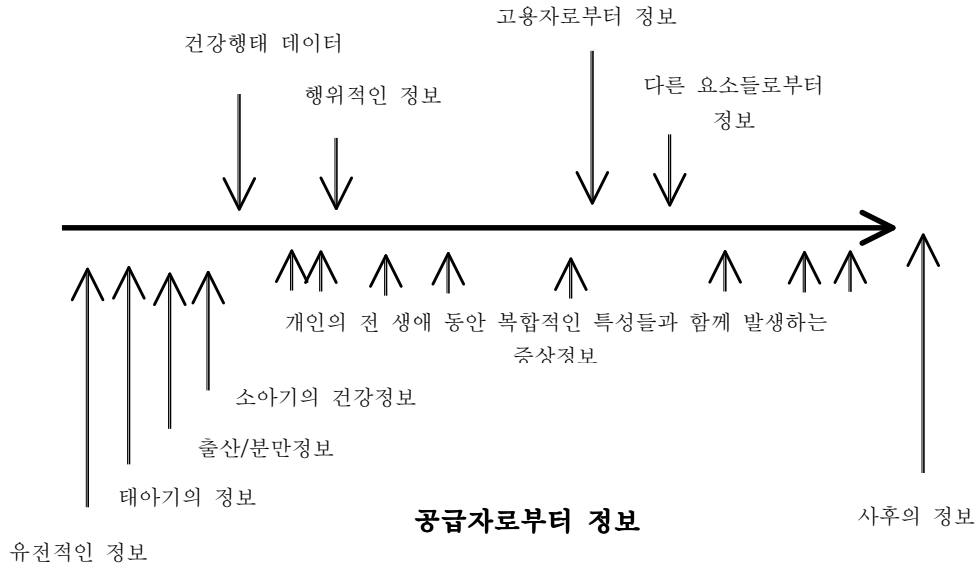 고용자로부터 정보
건강행태 데이터
다른 요소들로부터
정보
행위적인 정보
개인의 전 생애 동안 복합적인 특성들과 함께 발생하는
증상정보
소아기의 건강정보
출산/분만정보
태아기의 정보
공급자로부터 정보
사후의 정보
유전적인 정보